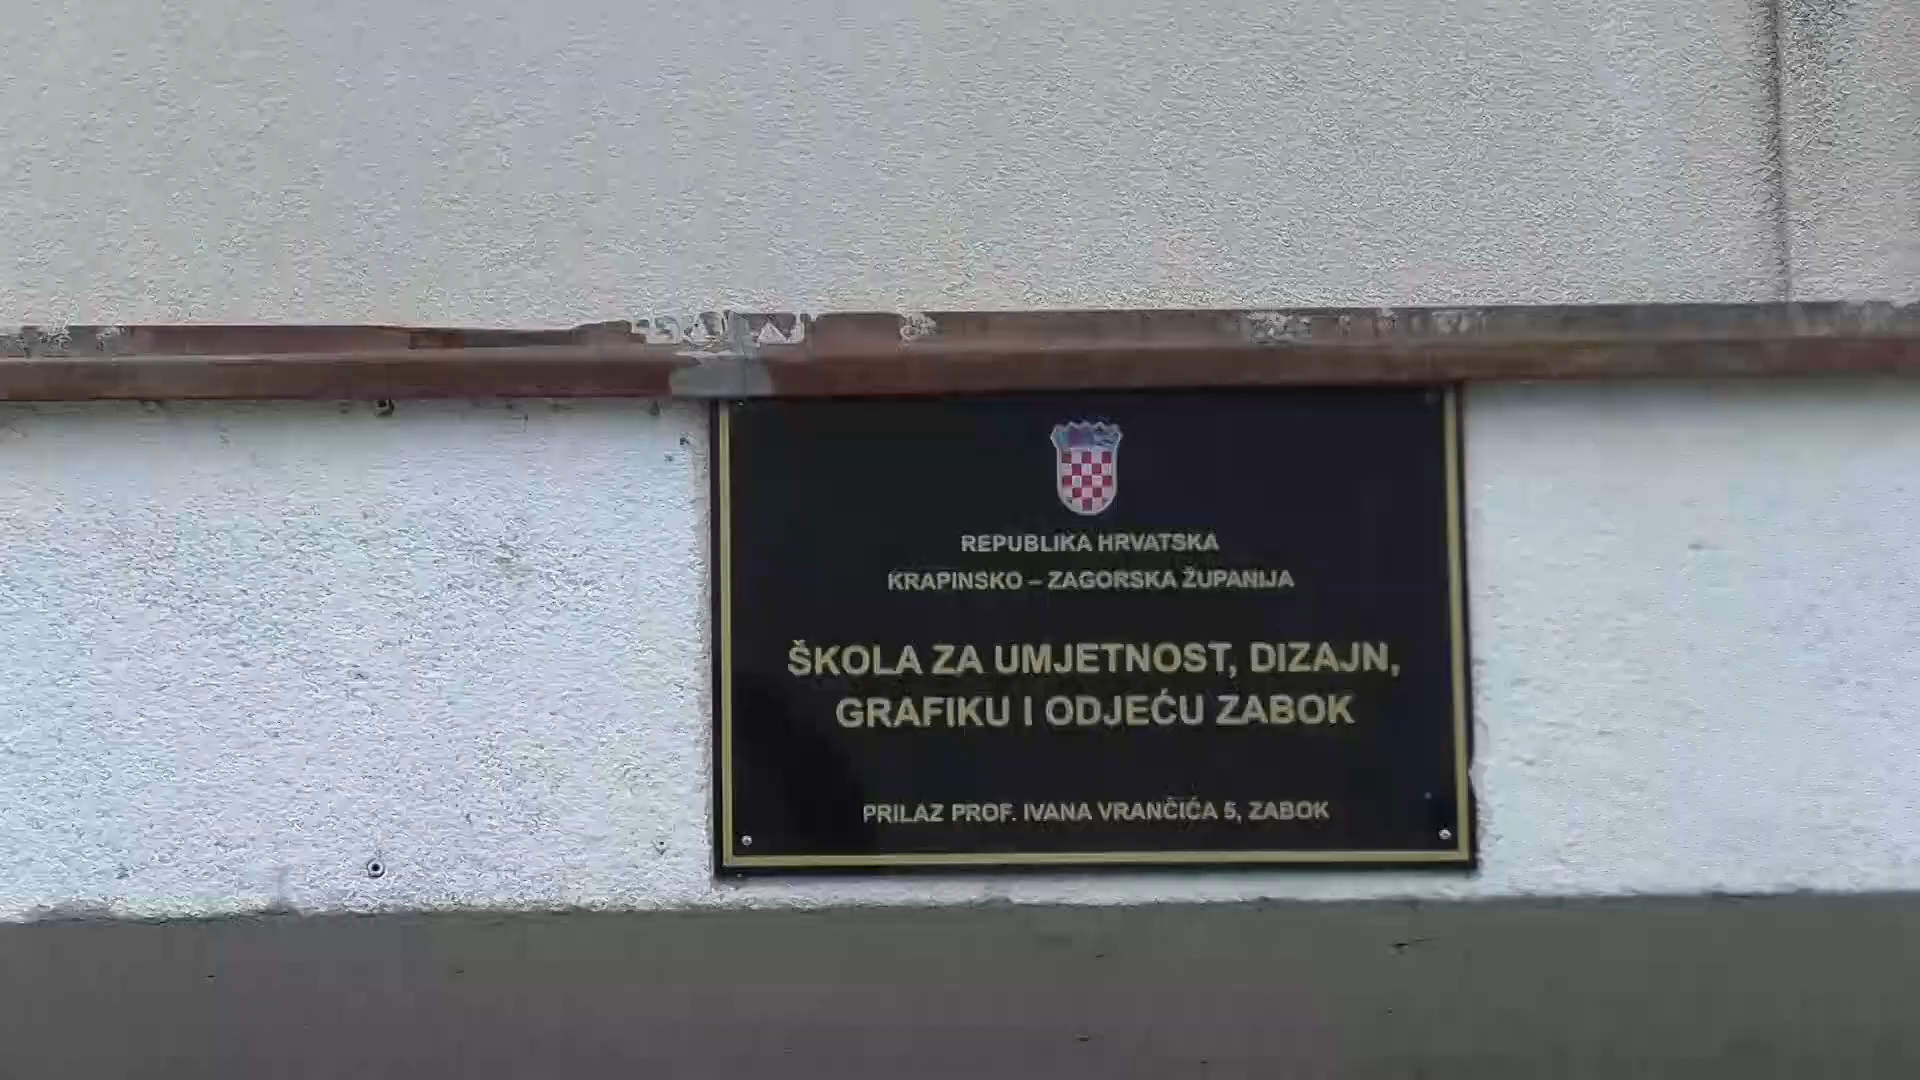 REPUBLIKA HRVATSKA
KRAPINSKO – ZAGORSKA ŽUPANIJA
ŠKOLA ZA UMJETNOST, DIZAJN,
GRAFIKU I ODJEĆU ZABOK
PRILAZ PROF. IVANA VRANČIĆA 5, ZABOK